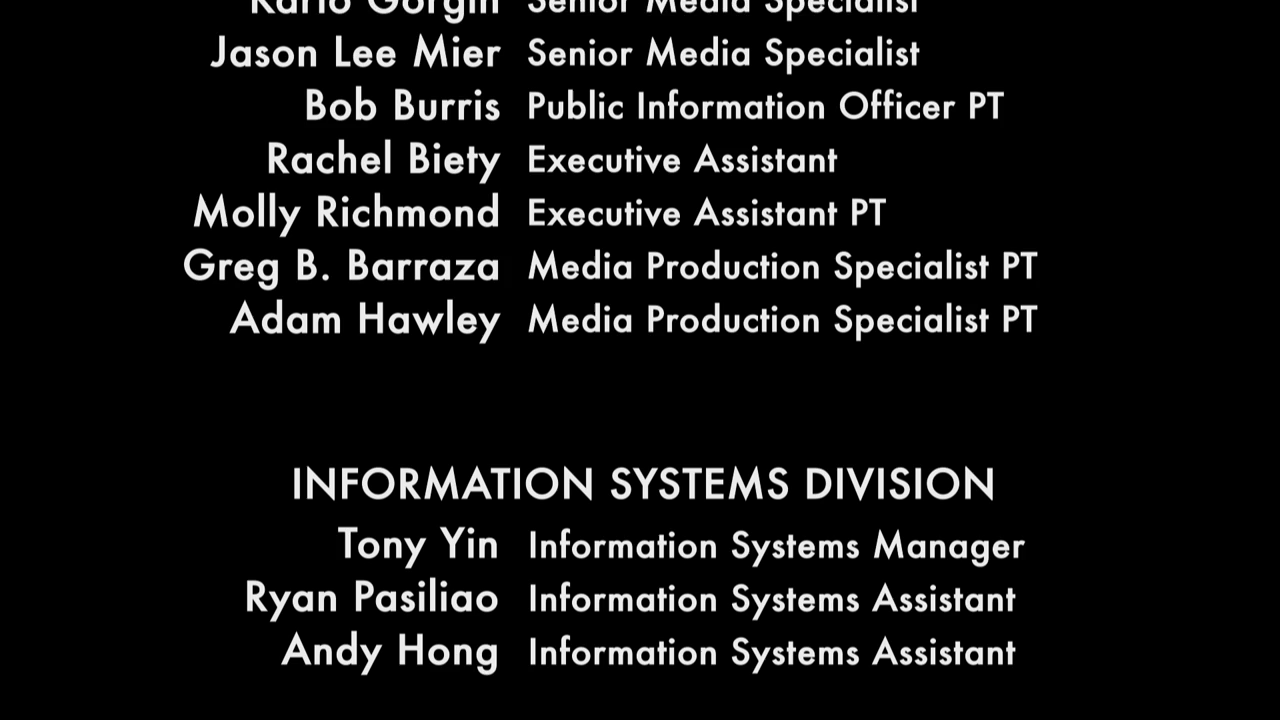 Karlo Gorgin Senior Media Specialist
Jason Lee Mier Senior Media Specialist
Bob Burris Public Information Officer PT
Rachel Biety Executive Assistant
Molly Richmond Executive Assistant PT
Greg B. Barraza Media Production Specialist PT
Adam Hawley Media Production Specialist PT
INFORMATION SYSTEMS DIVISION
Tony Yin Information Systems Manager
Ryan Pasiliao Information Systems Assistant
Andy Hong Information Systems Assistant